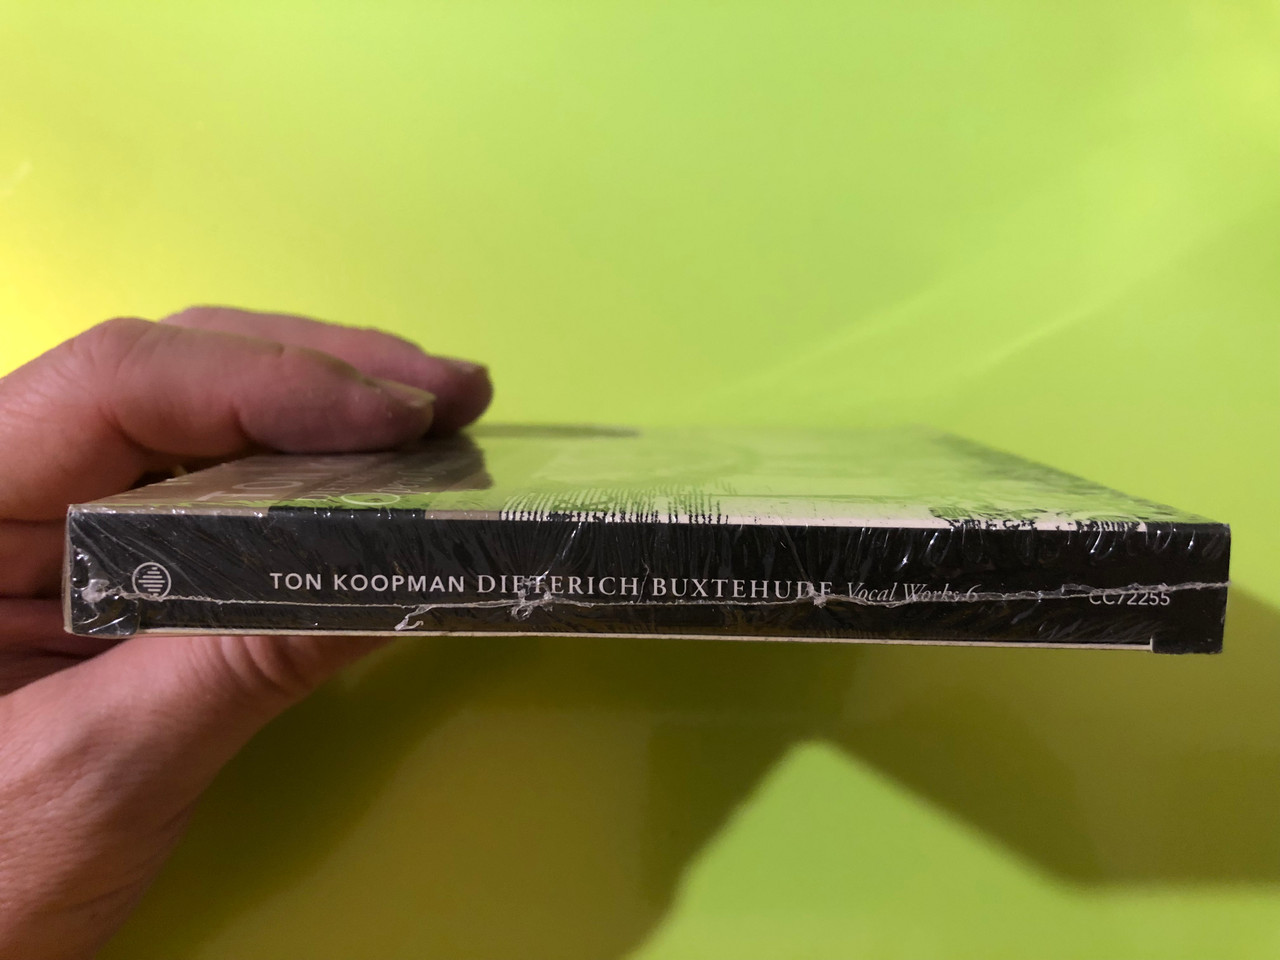 TON KOOPMAN DIETERICH BUXTEHUDE Vocal Works 6 CC72255